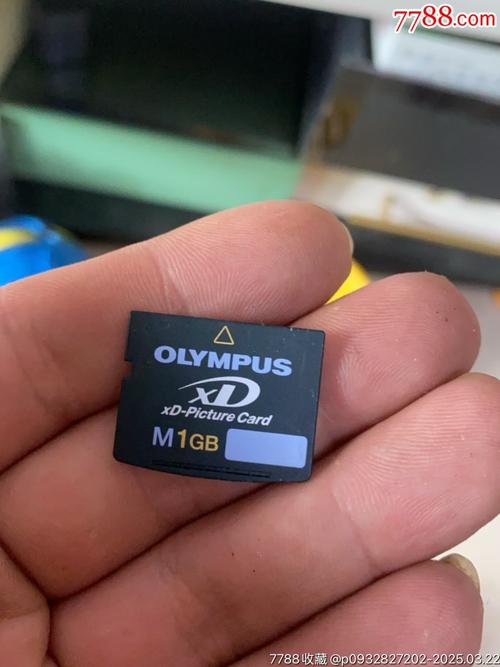 7788.com
OLYMPUS
xD
xD-Picture Card
M1GB
7788收藏@p0932827202-2025.03.22